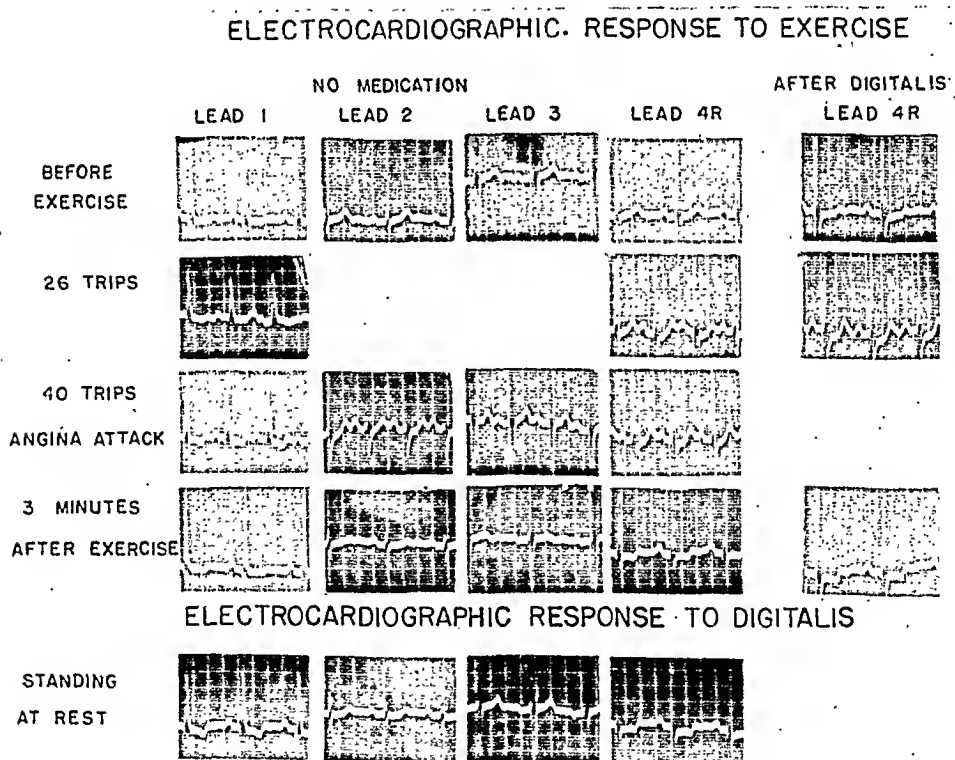 ELECTROCARDIOGRAPHIC. RESPONSE TO EXERCISE
NO MEDICATION
AFTER DIGITALIS
LEAD 1
LEAD 2
LEAD 3
LEAD 4R
LEAD 4R
BEFORE
EXERCISE
26 TRIPS
40 TRIPS
ANGINA ATTACK
3 MINUTES
AFTER EXERCISE
ELECTROCARDIOGRAPHIC RESPONSE TO DIGITALIS
STANDING
AT REST